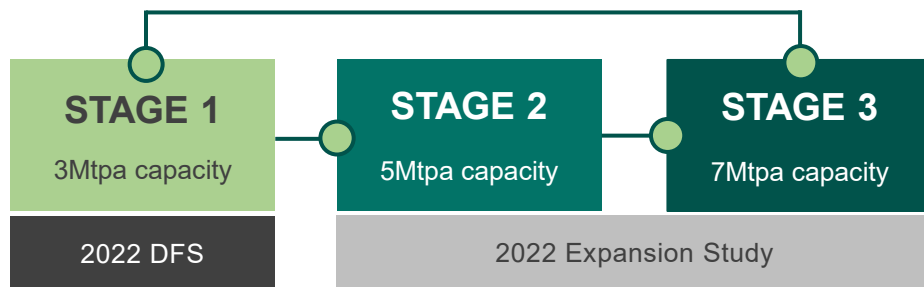 STAGE 1
3Mtpa capacity
2022 DFS
STAGE 2
5Mtpa capacity
STAGE 3
7Mtpa capacity
2022 Expansion Study